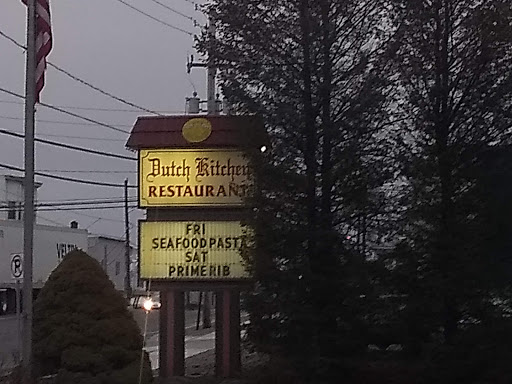 Dutch Kitchen
RESTAURANT
FRI
SEAFOOD PASTA
SAT
PRIME RIB